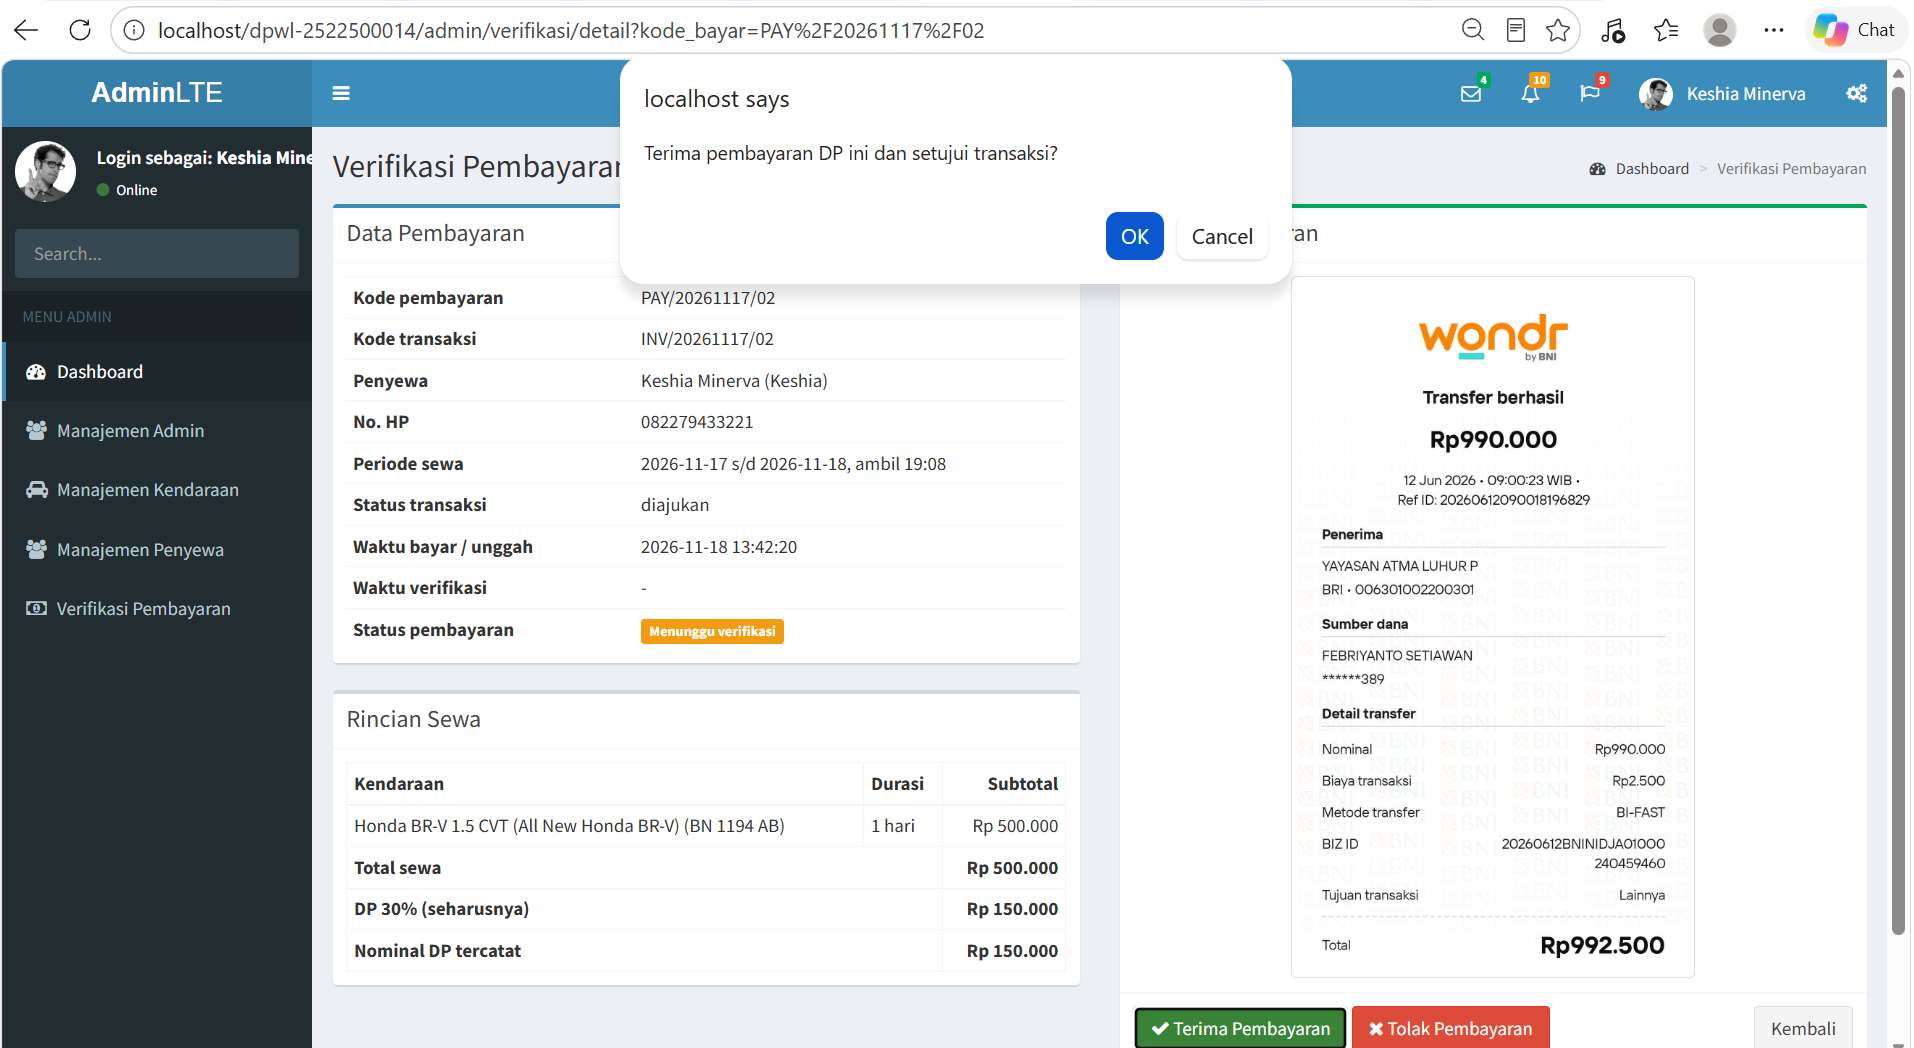 localhost/dpwl-2522500014/admin/verifikasi/detail?kode_bayar=PAY%2F20261117%2F02
Chat
AdminLTE
4
10
9
Keshia Minerva
localhost says
Terima pembayaran DP ini dan setujui transaksi?
OK
Cancel
Login sebagai: Keshia Mine
Online
Search...
MENU ADMIN
Dashboard
Manajemen Admin
Manajemen Kendaraan
Manajemen Penyewa
Verifikasi Pembayaran
Verifikasi Pembayaran
Dashboard > Verifikasi Pembayaran
Data Pembayaran
Kode pembayaran PAY/20261117/02
Kode transaksi INV/20261117/02
Penyewa Keshia Minerva (Keshia)
No. HP 082279433221
Periode sewa 2026-11-17 s/d 2026-11-18, ambil 19:08
Status transaksi diajukan
Waktu bayar / unggah 2026-11-18 13:42:20
Waktu verifikasi -
Status pembayaran Menunggu verifikasi
Rincian Sewa
Kendaraan Durasi Subtotal
Honda BR-V 1.5 CVT (All New Honda BR-V) (BN 1194 AB) 1 hari Rp 500.000
Total sewa Rp 500.000
DP 30% (seharusnya) Rp 150.000
Nominal DP tercatat Rp 150.000
ran
wondr
by BNI
Transfer berhasil
Rp990.000
12 Jun 2026 • 09:00:23 WIB •
Ref ID: 20260612090018196829
Penerima
YAYASAN ATMA LUHUR P
BRI • 006301002200301
Sumber dana
FEBRIYANTO SETIAWAN
******389
Detail transfer
Nominal Rp990.000
Biaya transaksi Rp2.500
Metode transfer BI-FAST
BIZ ID 20260612BNINIDJA01000
240459460
Tujuan transaksi Lainnya
Total Rp992.500
Terima Pembayaran
Tolak Pembayaran
Kembali